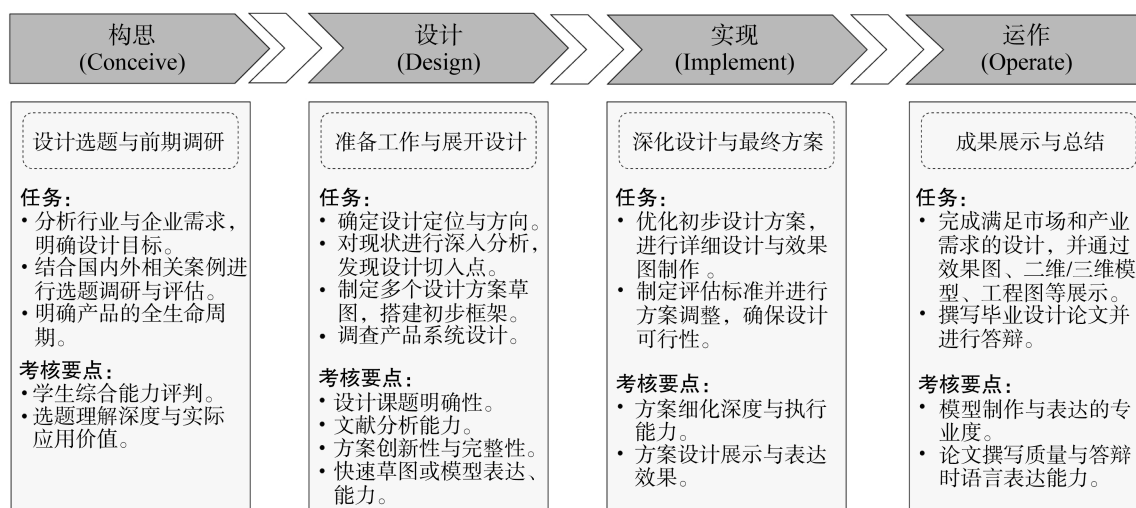 构思
(Conceive)
设计
(Design)
实现
(Implement)
运作
(Operate)
设计选题与前期调研
任务：
• 分析行业与企业需求，
明确设计目标。
• 结合国内外相关案例进
行选题调研与评估。
• 明确产品的全生命周
期。
考核要点：
• 学生综合能力评判。
• 选题理解深度与实际
应用价值。
准备工作与展开设计
任务：
• 确定设计定位与方向。
• 对现状进行深入分析，
发现设计切入点。
• 制定多个设计方案草
图，搭建初步框架。
• 调查产品系统设计。
考核要点：
• 设计课题明确性。
• 文献分析能力。
• 方案创新性与完整性。
• 快速草图或模型表达、
能力。
深化设计与最终方案
任务：
• 优化初步设计方案，
进行详细设计与效果
图制作。
• 制定评估标准并进行
方案调整，确保设计
可行性。
考核要点：
• 方案细化深度与执行
能力。
• 方案设计展示与表达
效果。
成果展示与总结
任务：
• 完成满足市场和产业
需求的设计，并通过
效果图、二维/三维模
型、工程图等展示。
• 撰写毕业设计论文并
进行答辩。
考核要点：
• 模型制作与表达的专
业度。
• 论文撰写质量与答辩
时语言表达能力。